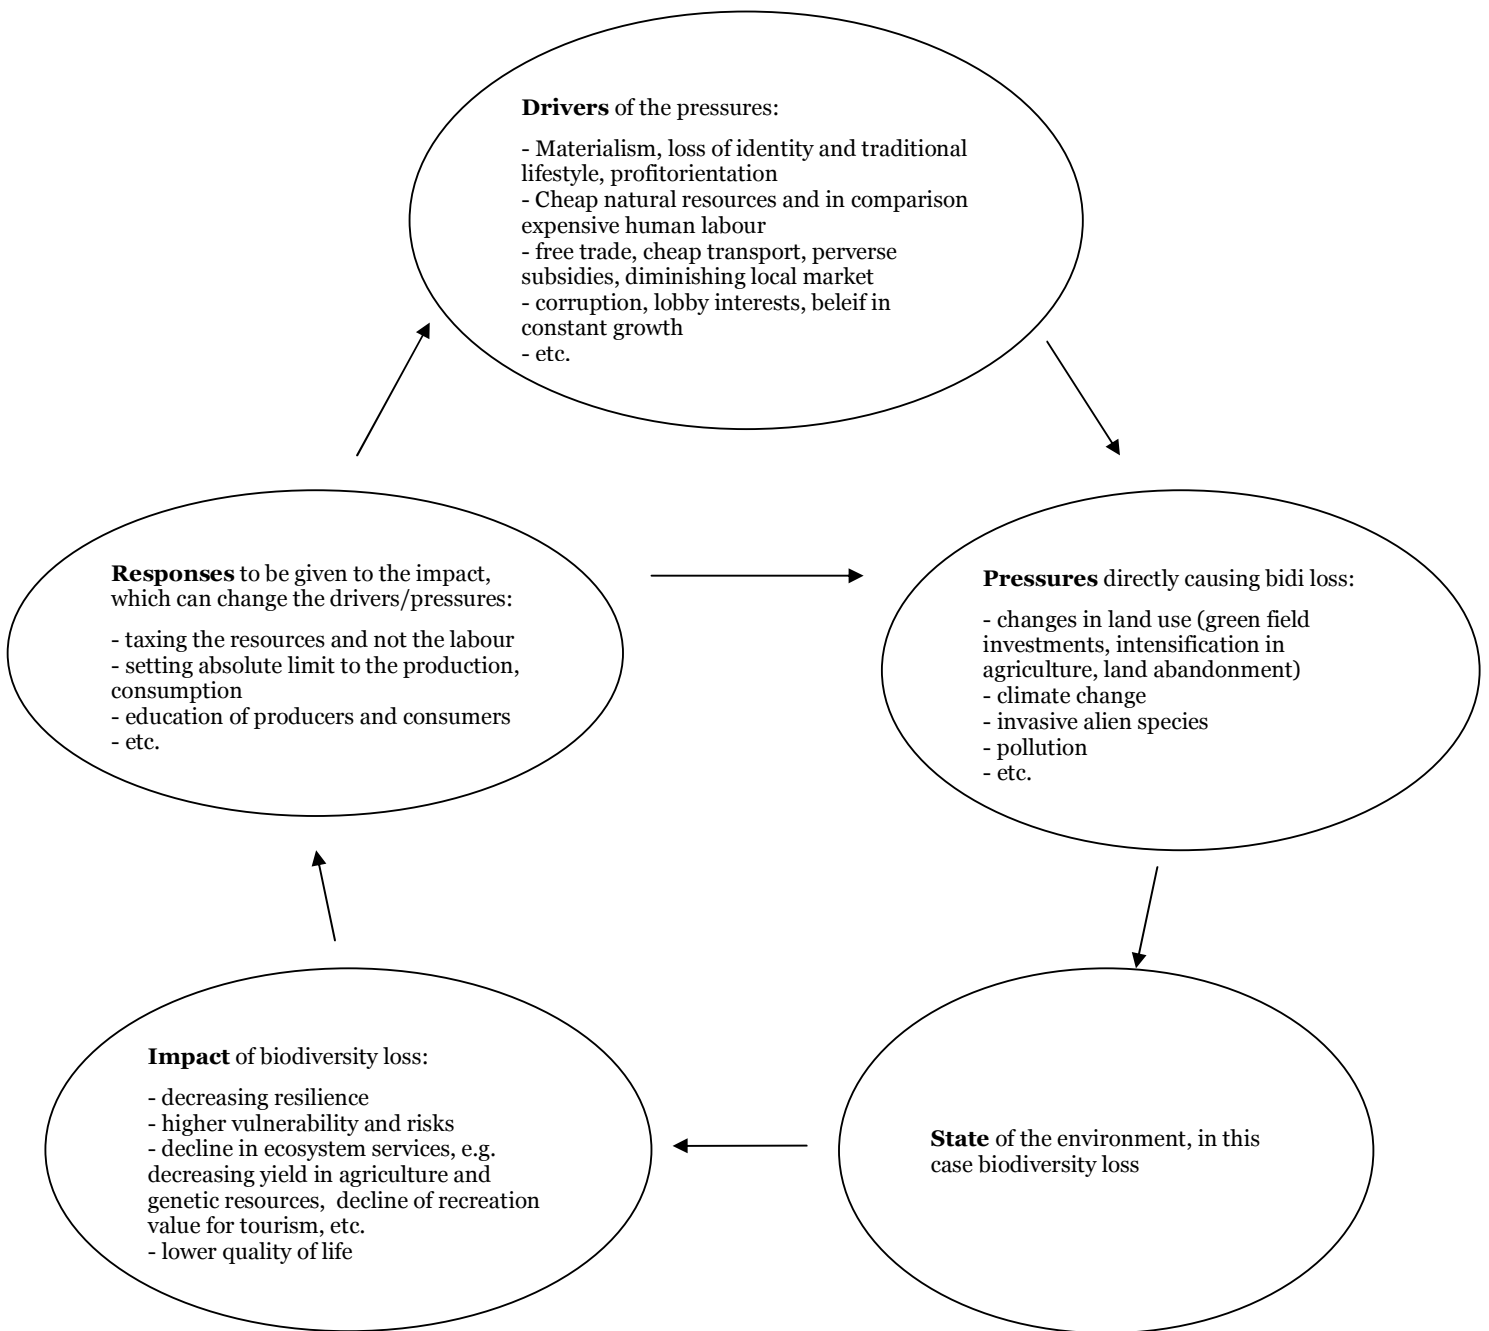 Drivers of the pressures:
- Materialism, loss of identity and traditional
lifestyle, profitorientation
- Cheap natural resources and in comparison
expensive human labour
- free trade, cheap transport, perverse
subsidies, diminishing local market
- corruption, lobby interests, beleif in
constant growth
- etc.
Responses to be given to the impact,
which can change the drivers/pressures:
- taxing the resources and not the labour
- setting absolute limit to the production,
consumption
- education of producers and consumers
- etc.
Pressures directly causing bidi loss:
- changes in land use (green field
investments, intensification in
agriculture, land abandonment)
- climate change
- invasive alien species
- pollution
- etc.
Impact of biodiversity loss:
- decreasing resilience
- higher vulnerability and risks
- decline in ecosystem services, e.g.
decreasing yield in agriculture and
genetic resources,  decline of recreation
value for tourism, etc.
- lower quality of life
State of the environment, in this
case biodiversity loss